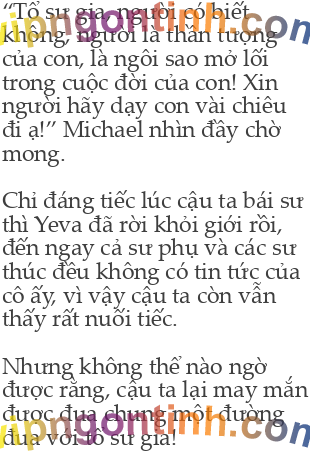 “Tổ sư gia, người có biết
không, người là thần tượng
của con, là ngôi sao mở lối
trong cuộc đời của con! Xin
người hãy dạy con vài chiêu
đi ạ!” Michael nhìn đầy chờ
mong.
Chỉ đáng tiếc lúc cậu ta bái sư
thì Yeva đã rời khỏi giới rồi,
đến ngay cả sư phụ và các sư
thúc đều không có tin tức của
cô ấy, vì vậy cậu ta còn vẫn
thấy rất nuối tiếc.
Nhưng không thể nào ngờ
được rằng, cậu ta lại may mắn
được đua chung một đường
đua với tổ sư gia!
vipngontinh.com
vipngontinh.com